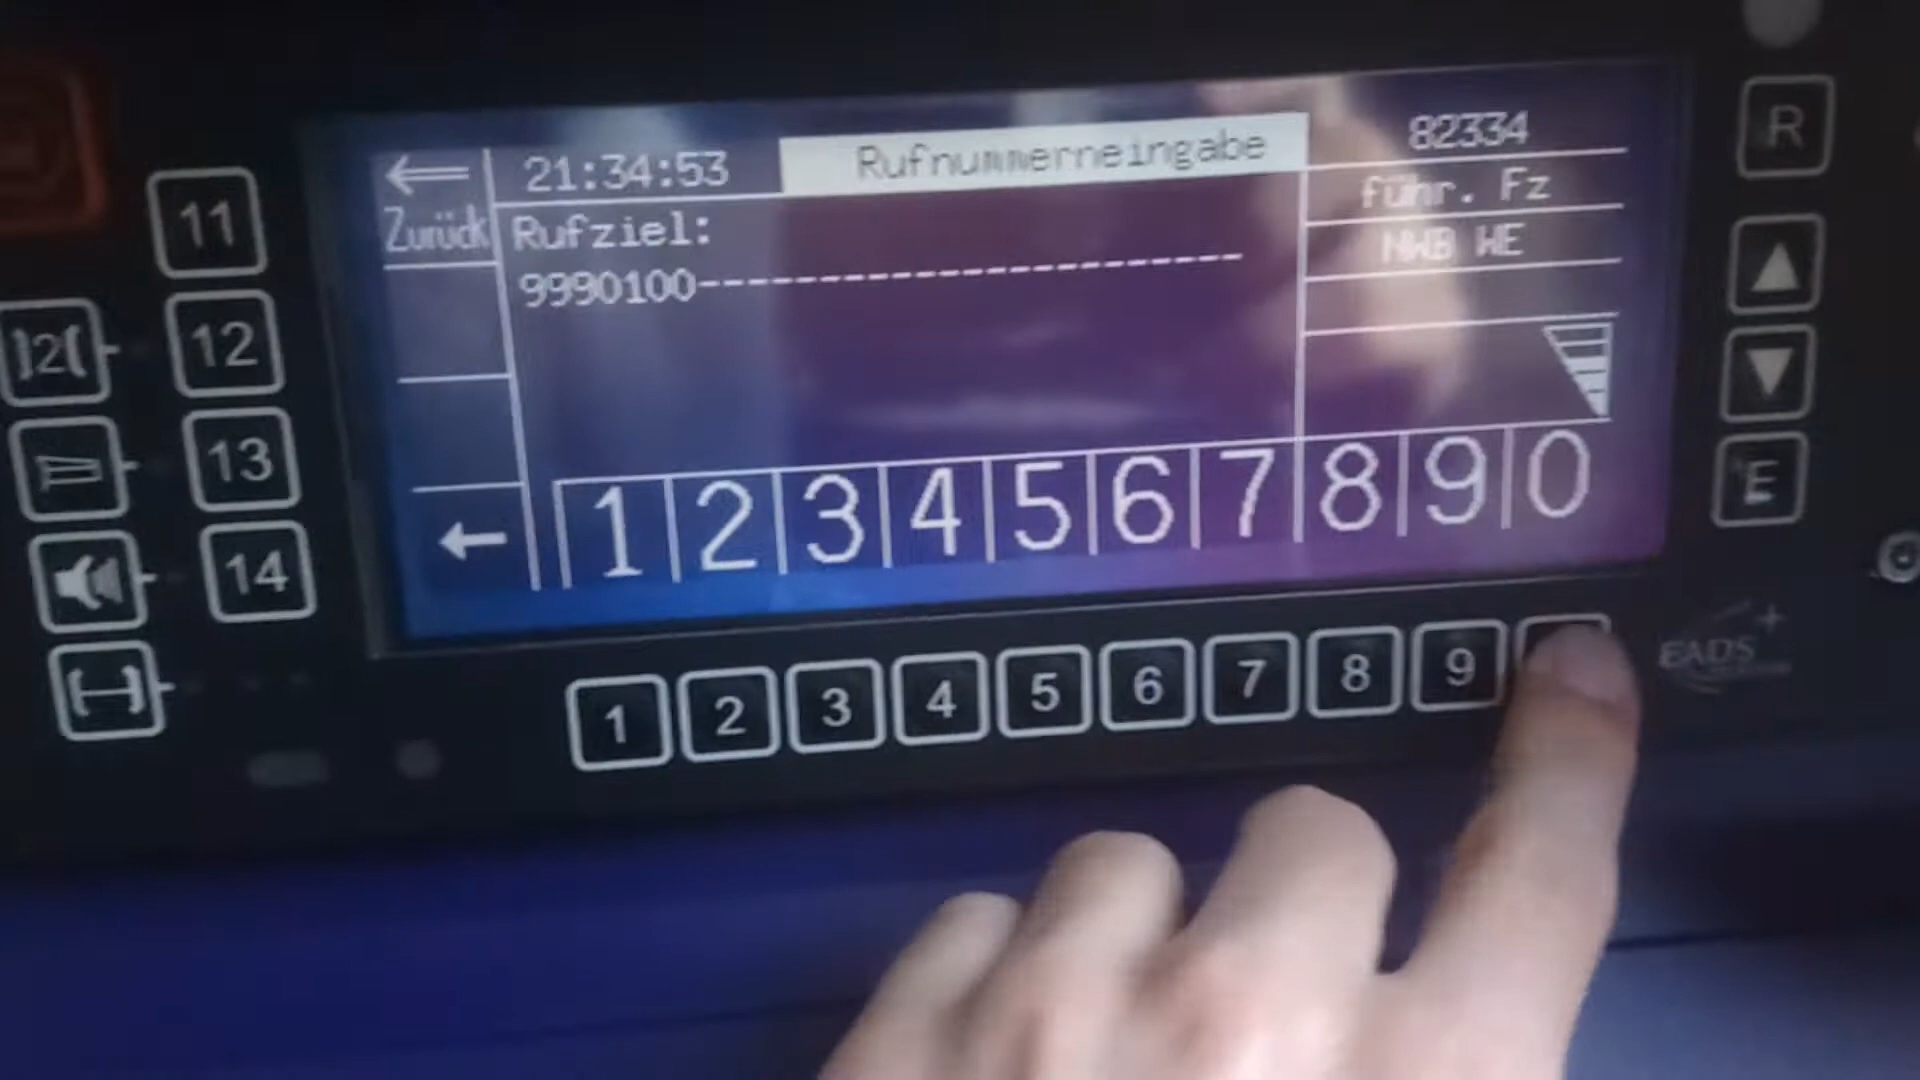 82334
21:34:53 Rufnummerneingabe
führ. Fz
Zurück Rufziel:
NWB WE
9990100
1 2 3 4 5 6 7 8 9 0
R
E
11
12
13
14
2
1 2 3 4 5 6 7 8 9
EADS